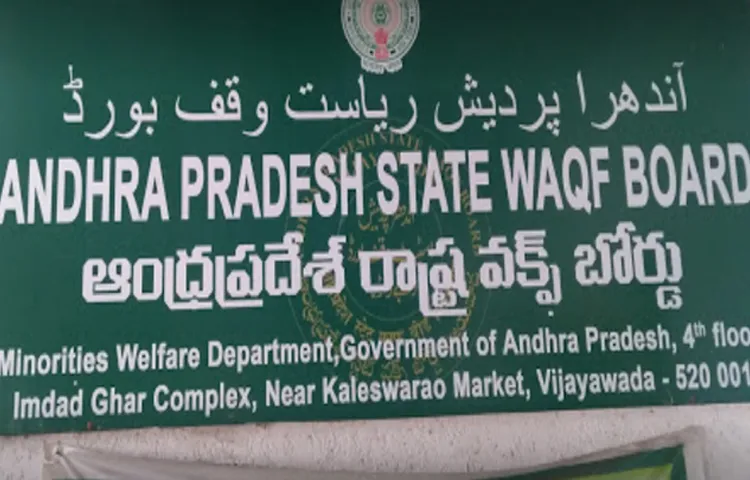 آندھرا پردیش ریاست وقف بورڈ
ANDHRA PRADESH STATE WAQF BOARD
ఆంధ్రప్రదేశ్ రాష్ట్ర వక్ఫ్ బోర్డు
Minorities Welfare Department,Government of Andhra Pradesh, 4th floo
Imdad Ghar Complex, Near Kaleswarao Market, Vijayawada - 520 001